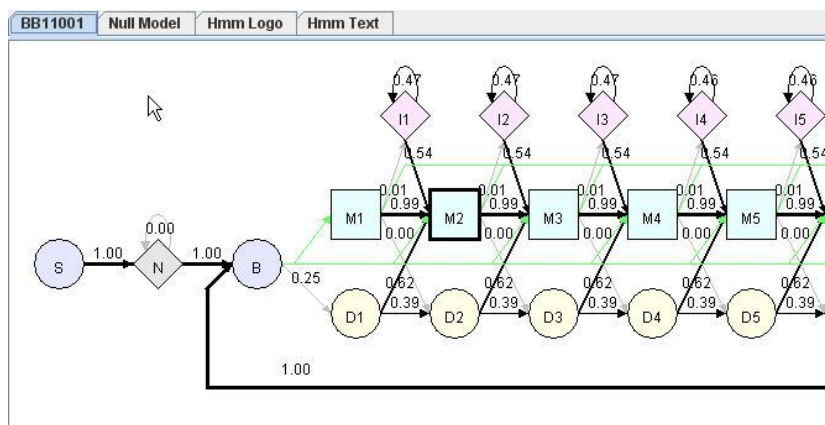 BB11001 Null Model Hmm Logo Hmm Text
0.47 0.47 0.47 0.46 0.46
I1 I2 I3 I4 I5
0.54 0.54 0.54 0.54 0.54
0.01 0.01 0.01 0.01 0.01
0.99 0.99 0.99 0.99 0.99
M1 M2 M3 M4 M5
0.00 0.00 0.00 0.00 0.00 0.00
1.00 1.00
S N B
0.25
0.62 0.62 0.62 0.62 0.62
0.39 0.39 0.39 0.39 0.39
D1 D2 D3 D4 D5
1.00